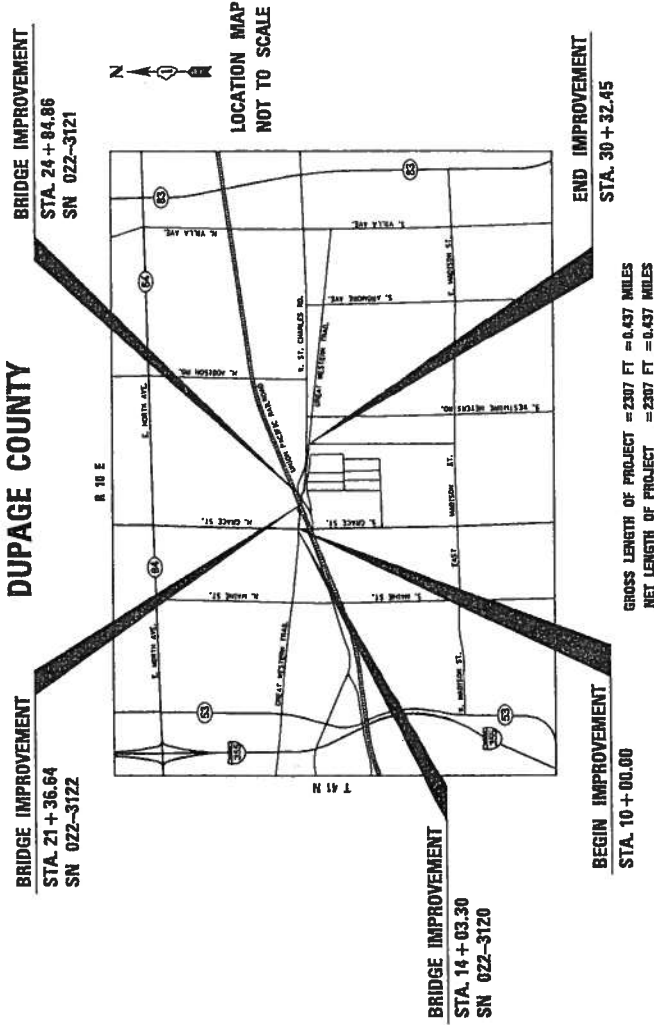 DUPAGE COUNTY
BRIDGE IMPROVEMENT
STA. 21+36.64
SN 022-3122
BRIDGE IMPROVEMENT
STA. 24+84.86
SN 022-3121
R 10 E
N
LOCATION MAP
NOT TO SCALE
E. NORTH AVE.
64
E. NORTH AVE.
64
83
N. GRACE ST.
N. ADDISON RD.
N. VILLA AVE.
N. MAINE ST.
UNION PACIFIC RAILROAD
53
GREAT WESTERN TRAIL
R. ST. CHARLES RD.
GREAT WESTERN TRAIL
S. ARDMORE AVE.
S. VILLA AVE.
83
355
T 41 N
S. MAINE ST.
S. GRACE ST.
S. WESTMORE MEYERS RD.
355
53
MADISON ST.
EAST MADISON ST.
E. MADISON ST.
BRIDGE IMPROVEMENT
STA. 14+03.30
SN 022-3120
BEGIN IMPROVEMENT
STA. 10+00.00
END IMPROVEMENT
STA. 30+32.45
GROSS LENGTH OF PROJECT =2307 FT =0.437 MILES
NET LENGTH OF PROJECT =2307 FT =0.437 MILES